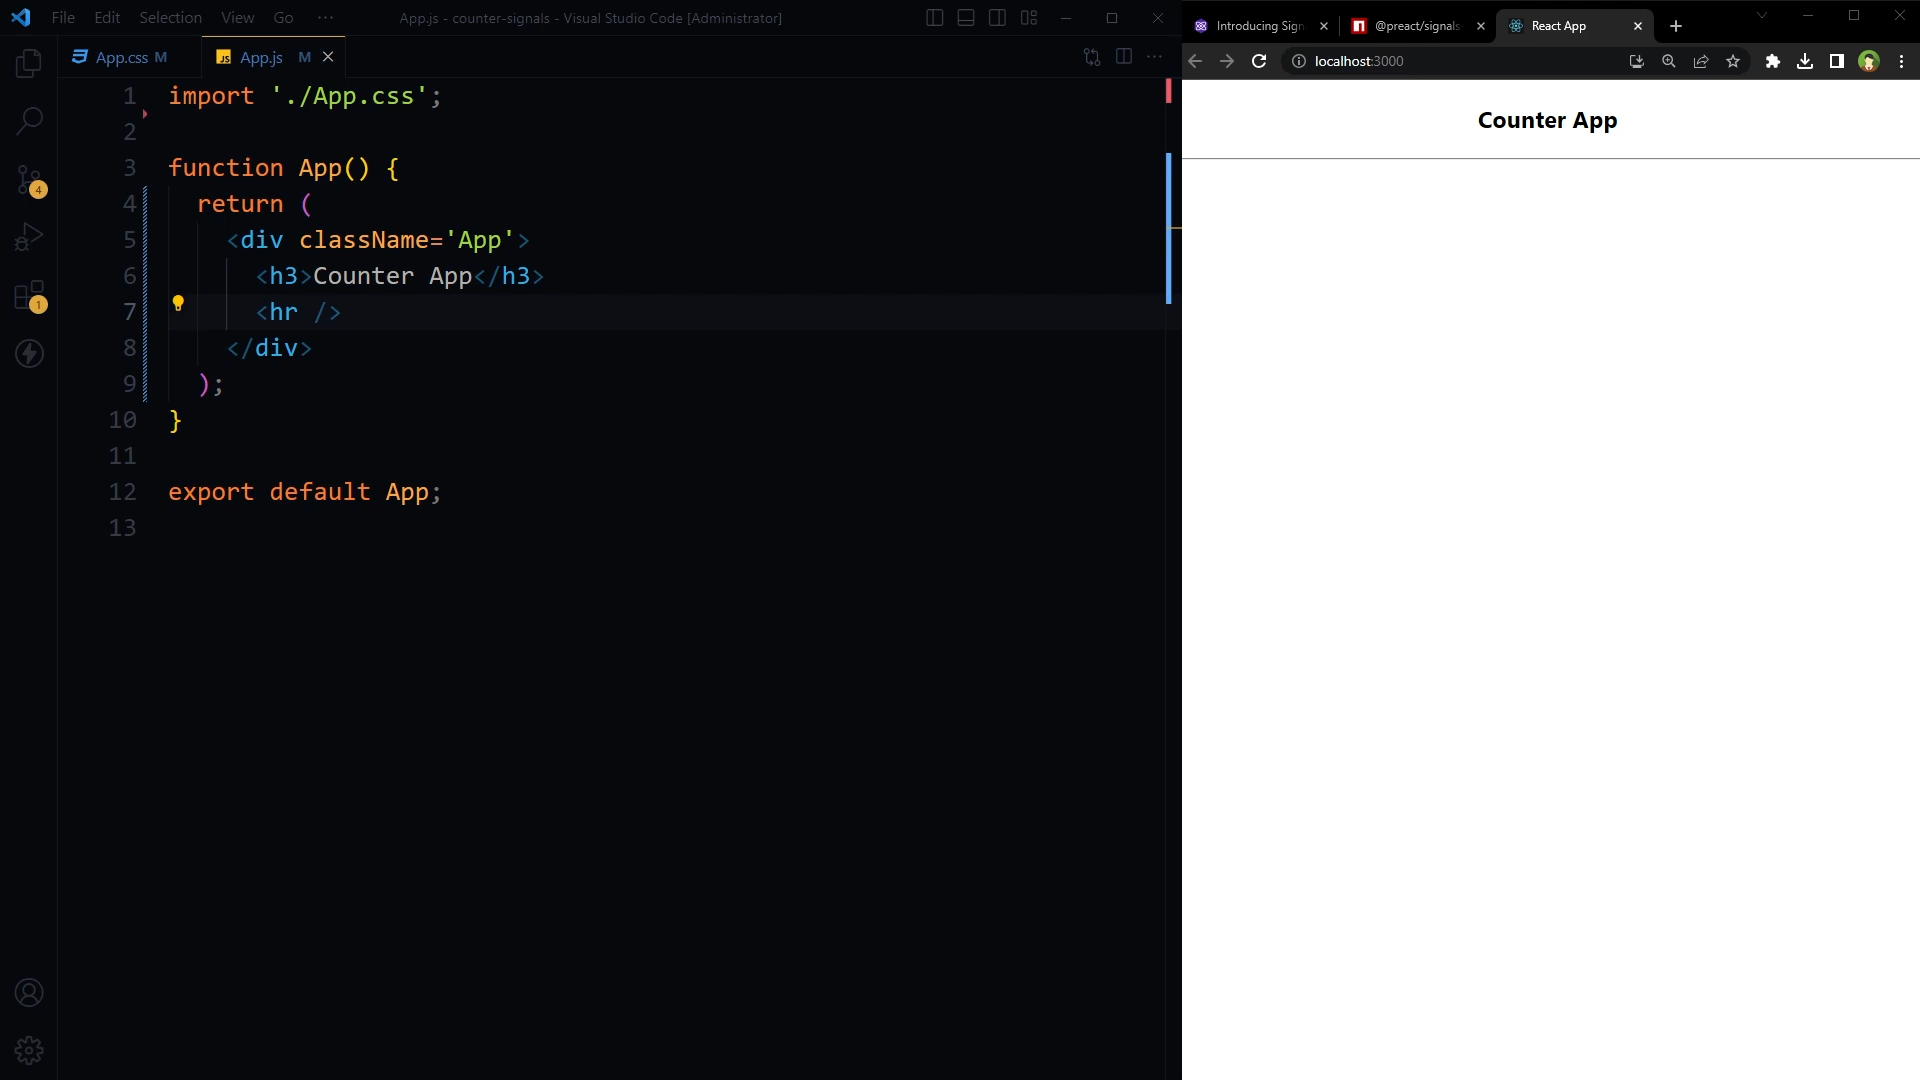 File Edit Selection View Go ··· App.js - counter-signals - Visual Studio Code [Administrator]
App.css M App.js M
1 import './App.css';
2
3 function App() {
4 return (
5 <div className='App'>
6 <h3>Counter App</h3>
7 <hr />
8 </div>
9 );
10 }
11
12 export default App;
13
4
1
Introducing Sign
@preact/signals-
React App
localhost:3000
Counter App